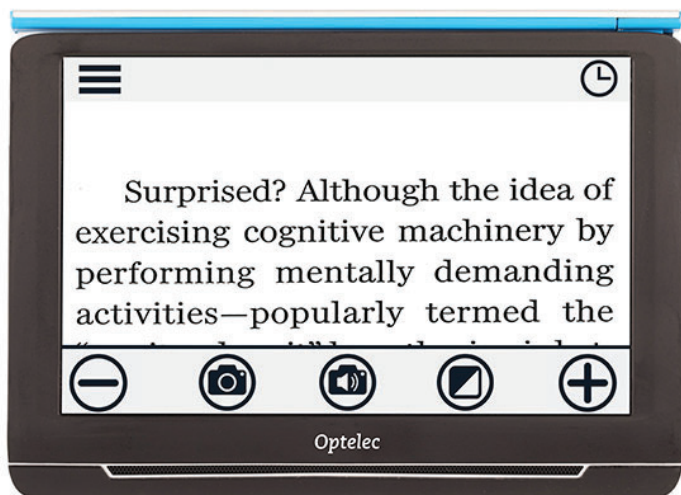 Surprised? Although the idea of
exercising cognitive machinery by
performing mentally demanding
activities—popularly termed the
Optelec